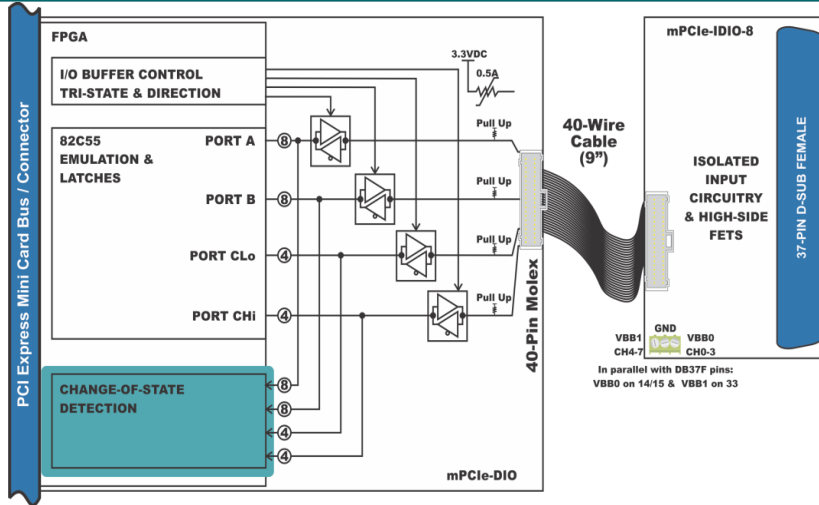 PCI Express Mini Card Bus / Connector
FPGA
I/O BUFFER CONTROL
TRI-STATE & DIRECTION
82C55
EMULATION &
LATCHES
PORT A
8
PORT B
8
PORT CLo
4
PORT CHi
4
CHANGE-OF-STATE
DETECTION
8
8
4
4
3.3VDC
0.5A
Pull Up
Pull Up
Pull Up
Pull Up
40-Pin Molex
mPCIe-DIO
40-Wire
Cable
(9”)
mPCIe-IDIO-8
ISOLATED
INPUT
CIRCUITRY
& HIGH-SIDE
FETS
37-PIN D-SUB FEMALE
GND
VBB1 VBB0
CH4-7 CH0-3
In parallel with DB37F pins:
VBB0 on 14/15 & VBB1 on 33